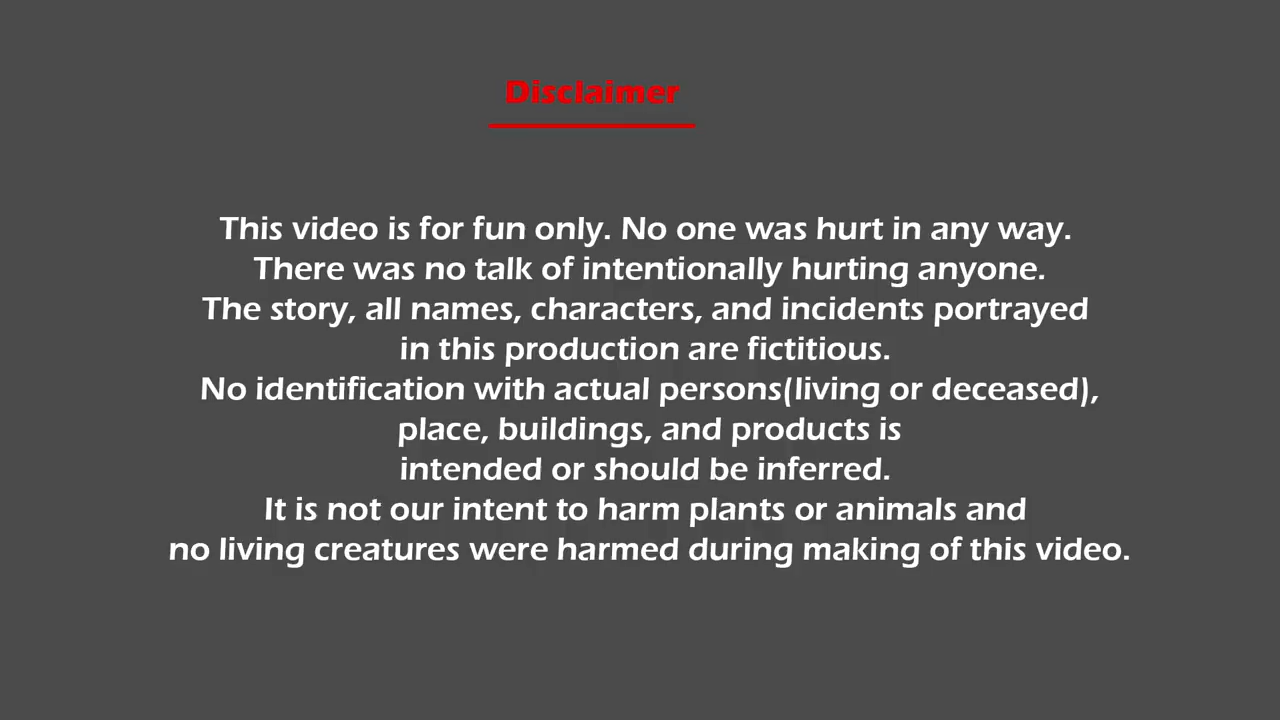 Disclaimer
This video is for fun only. No one was hurt in any way.
There was no talk of intentionally hurting anyone.
The story, all names, characters, and incidents portrayed
in this production are fictitious.
No identification with actual persons(living or deceased),
place, buildings, and products is
intended or should be inferred.
It is not our intent to harm plants or animals and
no living creatures were harmed during making of this video.